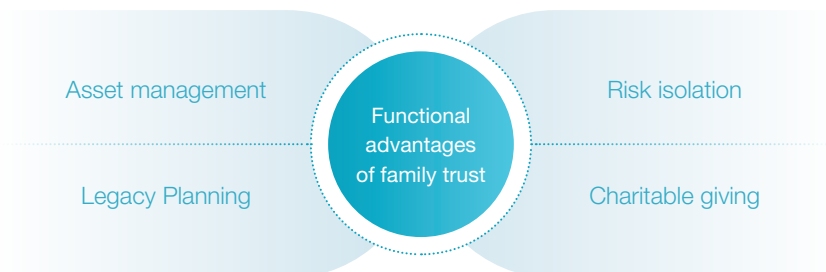 Asset management
Legacy Planning
Functional
advantages
of family trust
Risk isolation
Charitable giving